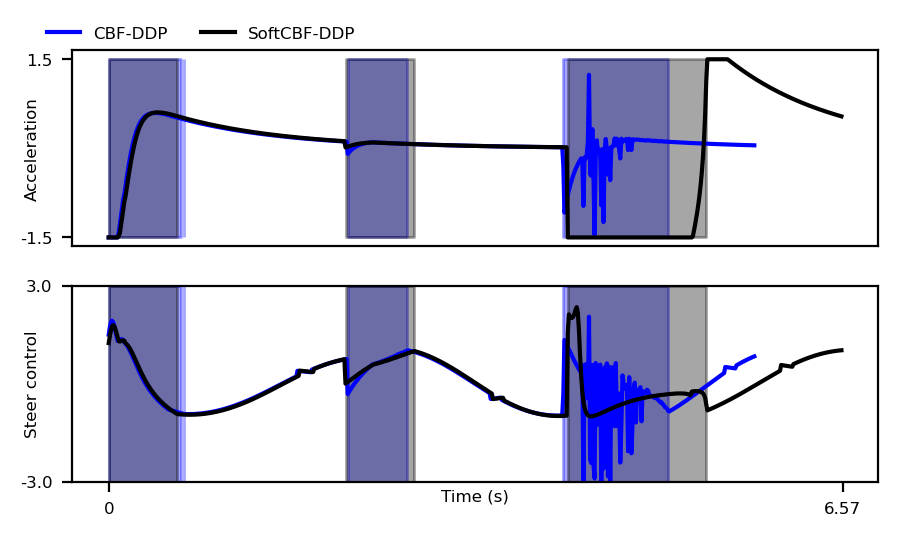 CBF-DDP SoftCBF-DDP
1.5
Acceleration
-1.5
3.0
Steer control
-3.0
0 Time (s) 6.57